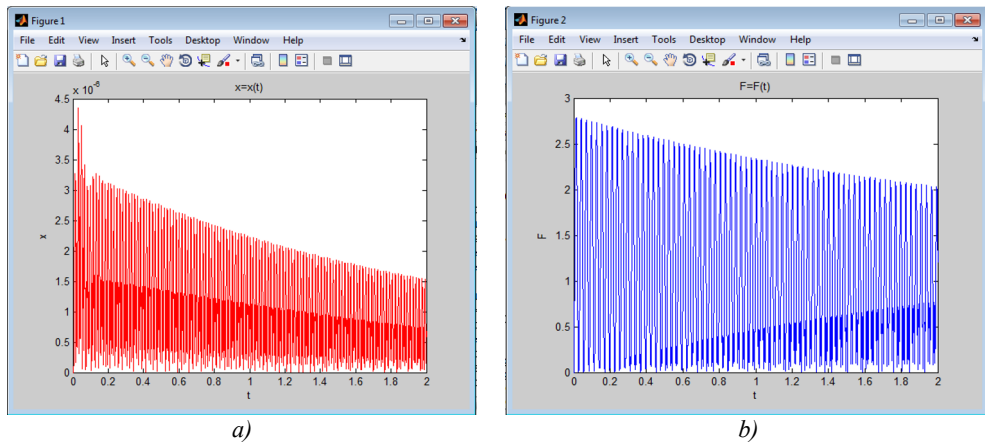 Figure 1
File Edit View Insert Tools Desktop Window Help
x=x(t)
x 10^-6
4.5
4
3.5
3
2.5
2
1.5
1
0.5
0
x
0 0.2 0.4 0.6 0.8 1 1.2 1.4 1.6 1.8 2
t
a)
Figure 2
File Edit View Insert Tools Desktop Window Help
F=F(t)
3
2.5
2
1.5
1
0.5
0
F
0 0.2 0.4 0.6 0.8 1 1.2 1.4 1.6 1.8 2
t
b)